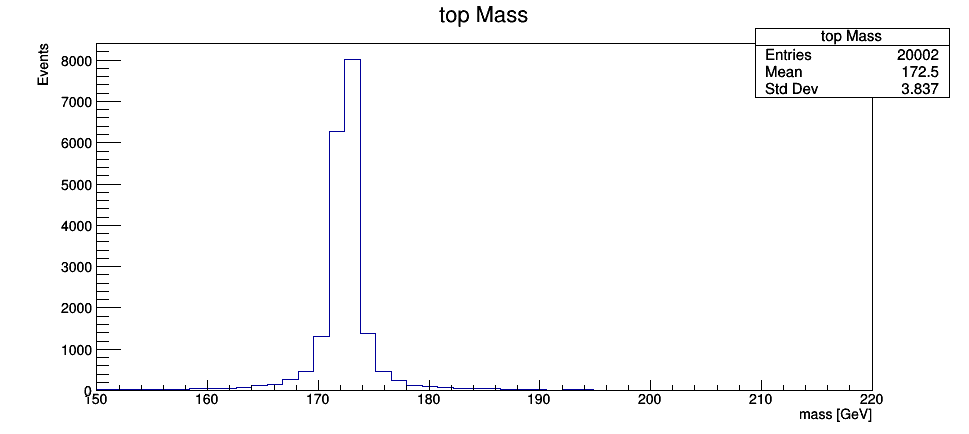 top Mass
top Mass
Entries 20002
Mean 172.5
Std Dev 3.837
Events
8000
7000
6000
5000
4000
3000
2000
1000
0
150 160 170 180 190 200 210 220
mass [GeV]